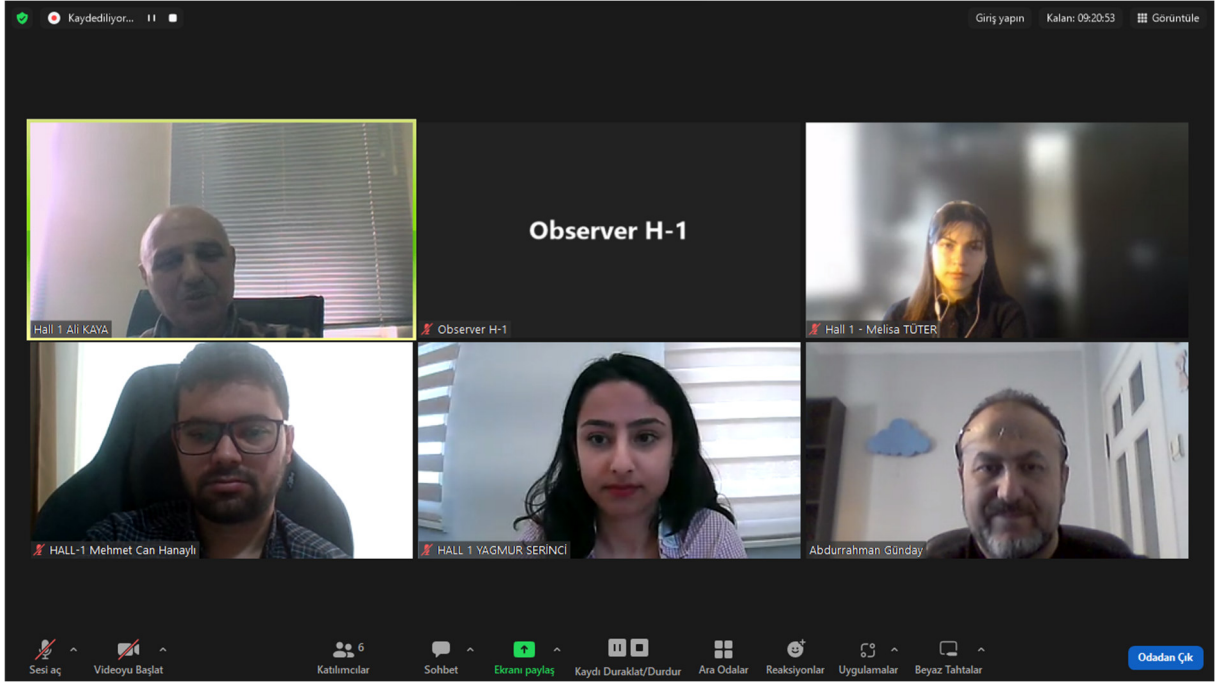 Kaydediliyor...
Giriş yapın
Kalan: 09:20:53
Görüntüle
Hall 1 Ali KAYA
Observer H-1
Observer H-1
Hall 1 - Melisa TÜTER
HALL-1 Mehmet Can Hanaylı
HALL 1 YAGMUR SERİNCİ
Abdurrahman Günday
6
Sesi aç
Videoyu Başlat
Katılımcılar
Sohbet
Ekranı paylaş
Kaydı Duraklat/Durdur
Ara Odalar
Reaksiyonlar
Uygulamalar
Beyaz Tahtalar
Odadan Çık